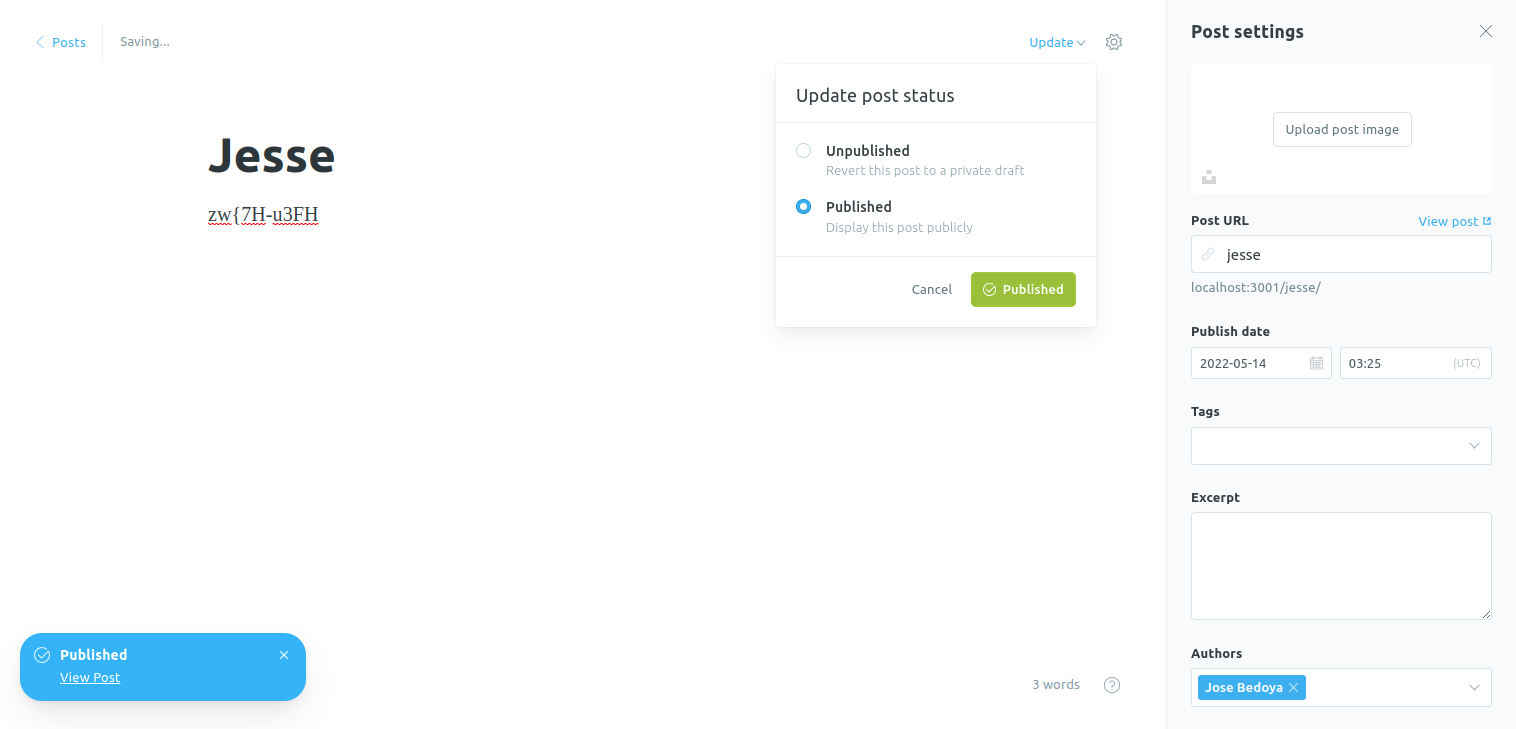 Posts
Saving...
Update
Update post status
Unpublished
Revert this post to a private draft
Published
Display this post publicly
Cancel
Published
Jesse
zw{7H-u3FH
Published
View Post
3 words
Post settings
Upload post image
Post URL
View post
jesse
localhost:3001/jesse/
Publish date
2022-05-14
03:25
(UTC)
Tags
Excerpt
Authors
Jose Bedoya